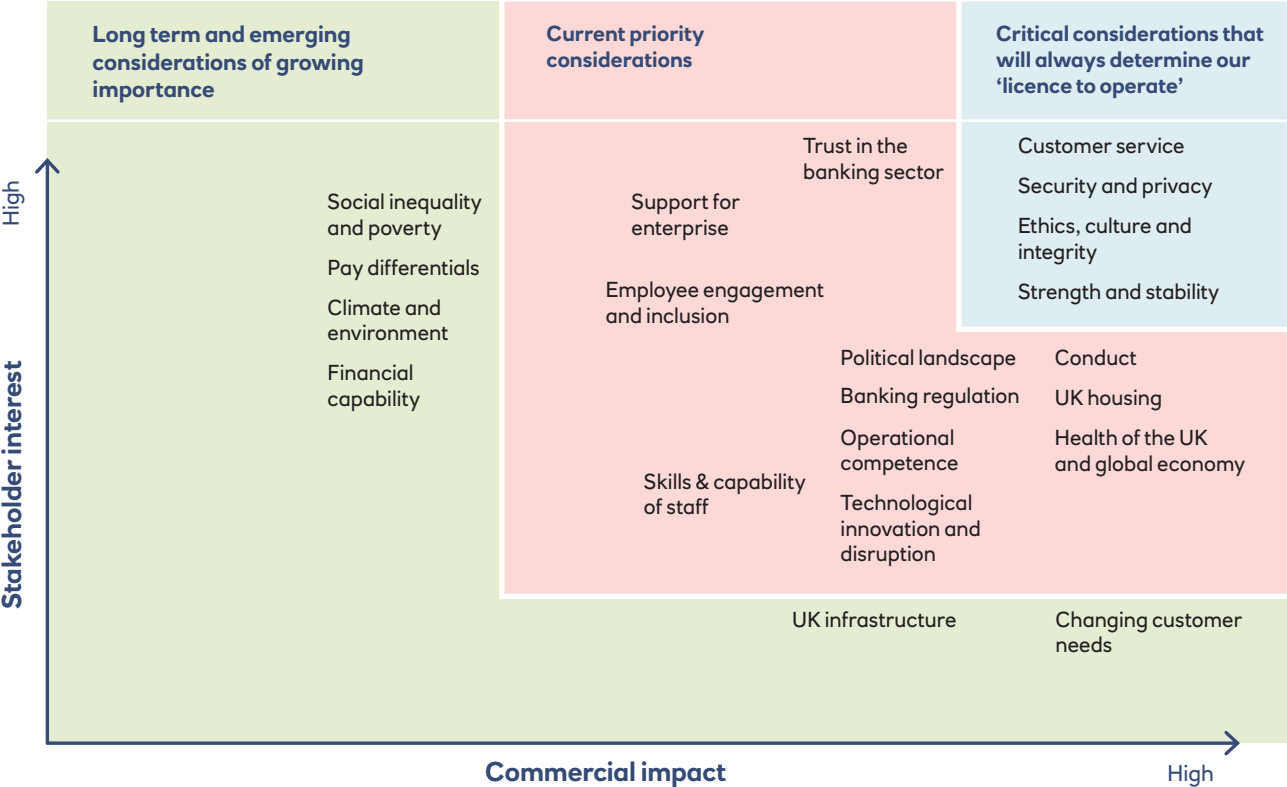 Long term and emerging
considerations of growing
importance
Current priority
considerations
Critical considerations that
will always determine our
‘licence to operate’
High
Stakeholder interest
Social inequality
and poverty
Pay differentials
Climate and
environment
Financial
capability
Trust in the
banking sector
Support for
enterprise
Employee engagement
and inclusion
Skills & capability
of staff
Political landscape
Banking regulation
Operational
competence
Technological
innovation and
disruption
Customer service
Security and privacy
Ethics, culture and
integrity
Strength and stability
Conduct
UK housing
Health of the UK
and global economy
UK infrastructure
Changing customer
needs
Commercial impact
High